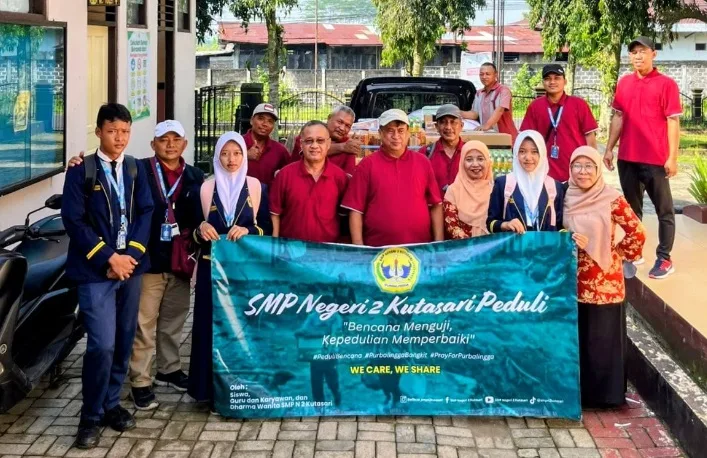 SMP Negeri 2 Kutasari Peduli
"Bencana Menguji,
Kepedulian Memperbaiki"
#PeduliBencana #PurbalinggaBangkit #PrayForPurbalingga
WE CARE, WE SHARE
Oleh :
Siswa,
Guru dan Karyawan, dan
Dharma Wanita SMP N 2 Kutasari